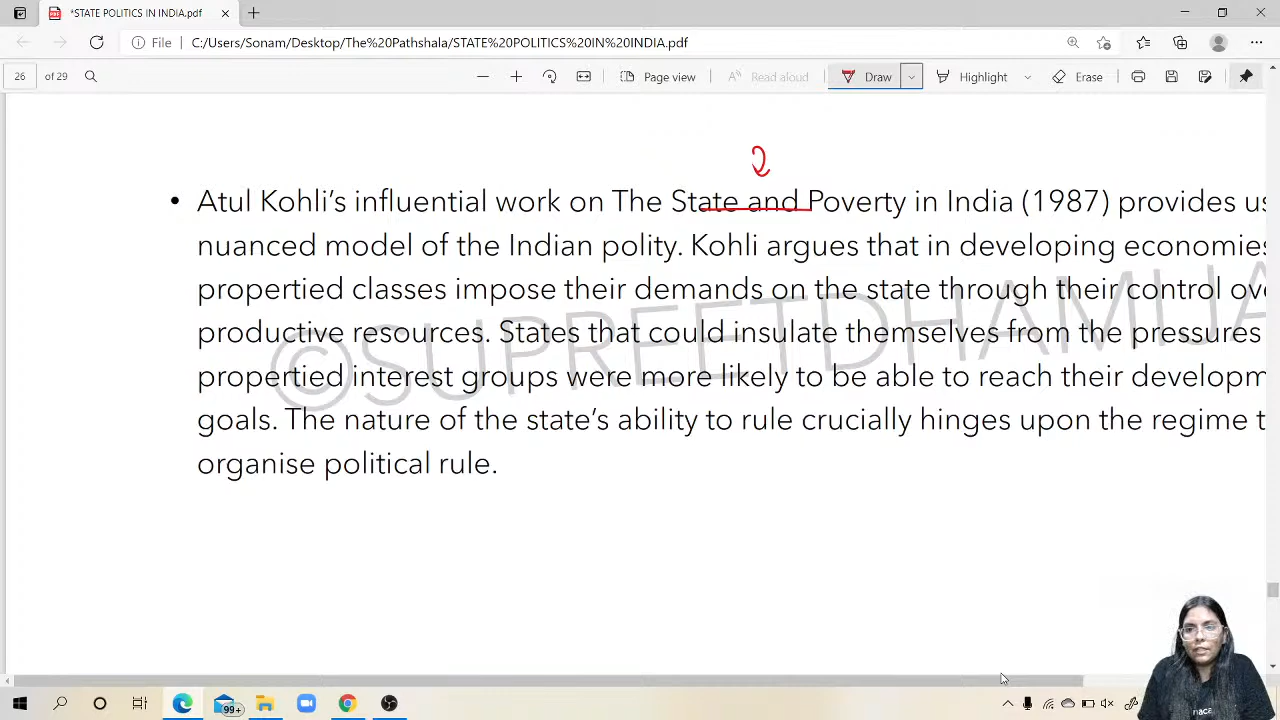 *STATE POLITICS IN INDIA.pdf
File C:/Users/Sonam/Desktop/The%20Pathshala/STATE%20POLITICS%20IN%20INDIA.pdf
26 of 29 Page view Read aloud Draw Highlight Erase
2
• Atul Kohli's influential work on The State and Poverty in India (1987) provides us
nuanced model of the Indian polity. Kohli argues that in developing economies
propertied classes impose their demands on the state through their control ove
productive resources. States that could insulate themselves from the pressures
propertied interest groups were more likely to be able to reach their developm
goals. The nature of the state's ability to rule crucially hinges upon the regime t
organise political rule.
©SUPREETDHAMIJA
99+